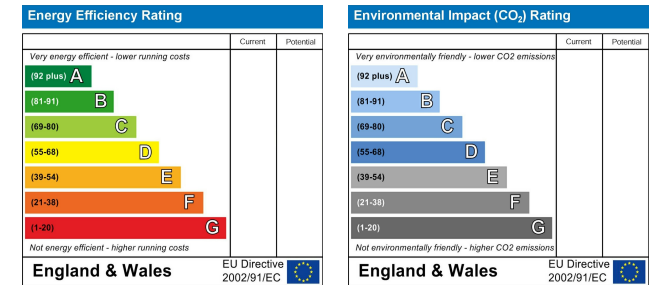 Energy Efficiency Rating
Current Potential
Very energy efficient - lower running costs
(92 plus) A
(81-91) B
(69-80) C
(55-68) D
(39-54) E
(21-38) F
(1-20) G
Not energy efficient - higher running costs
England & Wales
EU Directive
2002/91/EC
Environmental Impact (CO₂) Rating
Current Potential
Very environmentally friendly - lower CO2 emissions
(92 plus) A
(81-91) B
(69-80) C
(55-68) D
(39-54) E
(21-38) F
(1-20) G
Not environmentally friendly - higher CO2 emissions
England & Wales
EU Directive
2002/91/EC